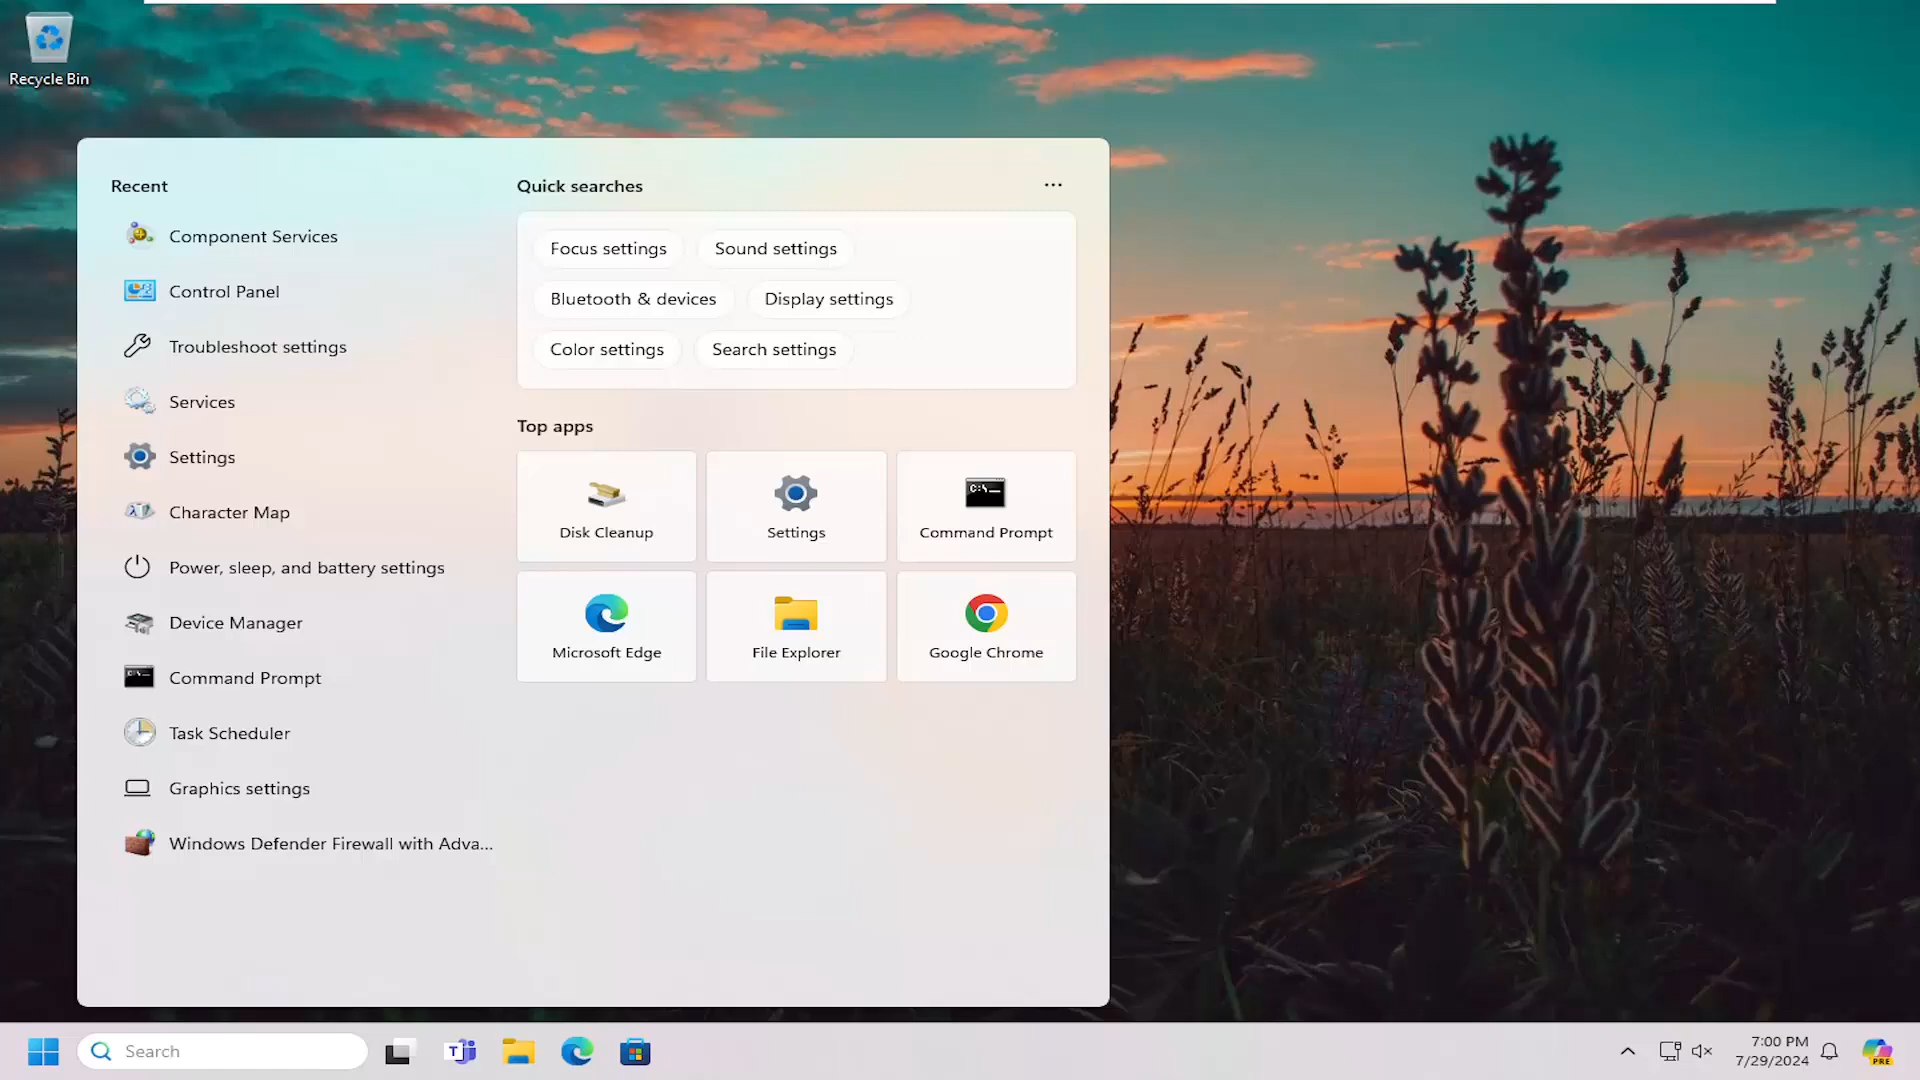 Recycle Bin
Recent
Component Services
Control Panel
Troubleshoot settings
Services
Settings
Character Map
Power, sleep, and battery settings
Device Manager
Command Prompt
Task Scheduler
Graphics settings
Windows Defender Firewall with Adva...
Quick searches
Focus settings Sound settings
Bluetooth & devices Display settings
Color settings Search settings
Top apps
Disk Cleanup Settings Command Prompt
Microsoft Edge File Explorer Google Chrome
Search
7:00 PM
7/29/2024
PRE